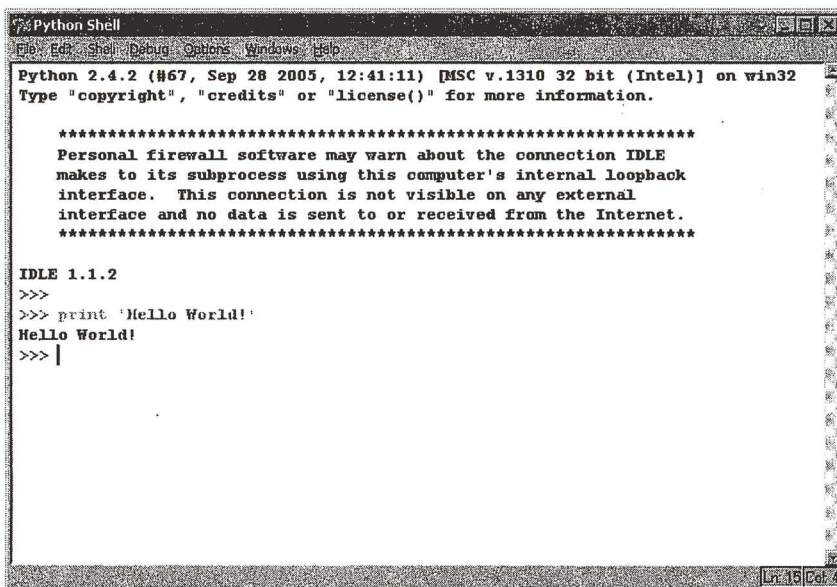 Python Shell
File Edit Shell Debug Options Windows Help
Python 2.4.2 (#67, Sep 28 2005, 12:41:11) [MSC v.1310 32 bit (Intel)] on win32
Type "copyright", "credits" or "license()" for more information.
****************************************************************
Personal firewall software may warn about the connection IDLE
makes to its subprocess using this computer's internal loopback
interface.  This connection is not visible on any external
interface and no data is sent to or received from the Internet.
****************************************************************
IDLE 1.1.2
>>>
>>> print 'Hello World!'
Hello World!
>>>
Ln: 15